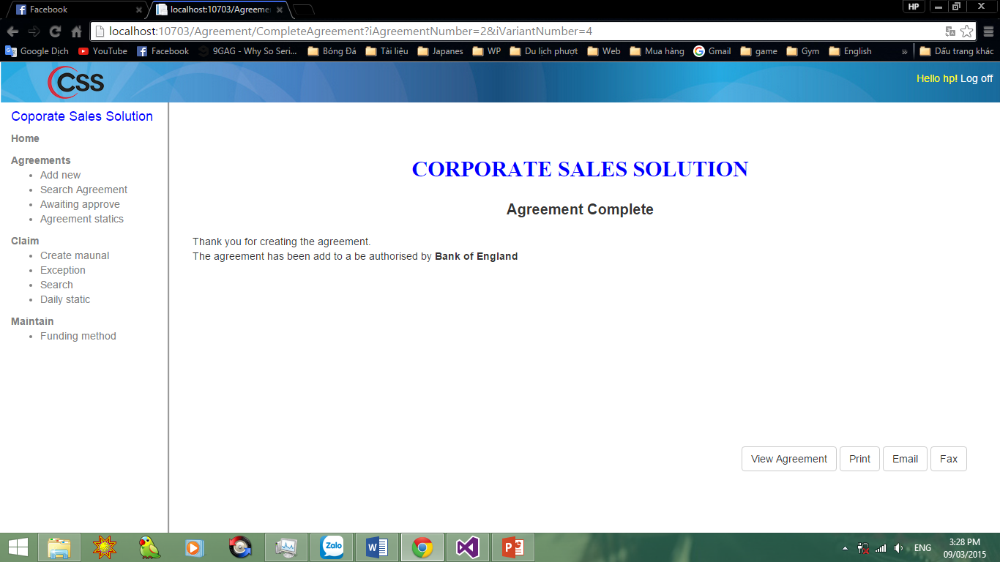 Facebook
localhost:10703/Agreeme
HP
localhost:10703/Agreement/CompleteAgreement?iAgreementNumber=2&iVariantNumber=4
Google Dịch YouTube Facebook 9GAG - Why So Seri... Bóng Đá Tài liệu Japanes WP Du lịch phượt Web Mua hàng Gmail game Gym English » Dấu trang khác
CSS
Hello hp! Log off
Coporate Sales Solution
Home
Agreements
Add new
Search Agreement
Awaiting approve
Agreement statics
Claim
Create maunal
Exception
Search
Daily static
Maintain
Funding method
CORPORATE SALES SOLUTION
Agreement Complete
Thank you for creating the agreement.
The agreement has been add to a be authorised by Bank of England
View Agreement Print Email Fax
Zalo
ENG
3:28 PM
09/03/2015